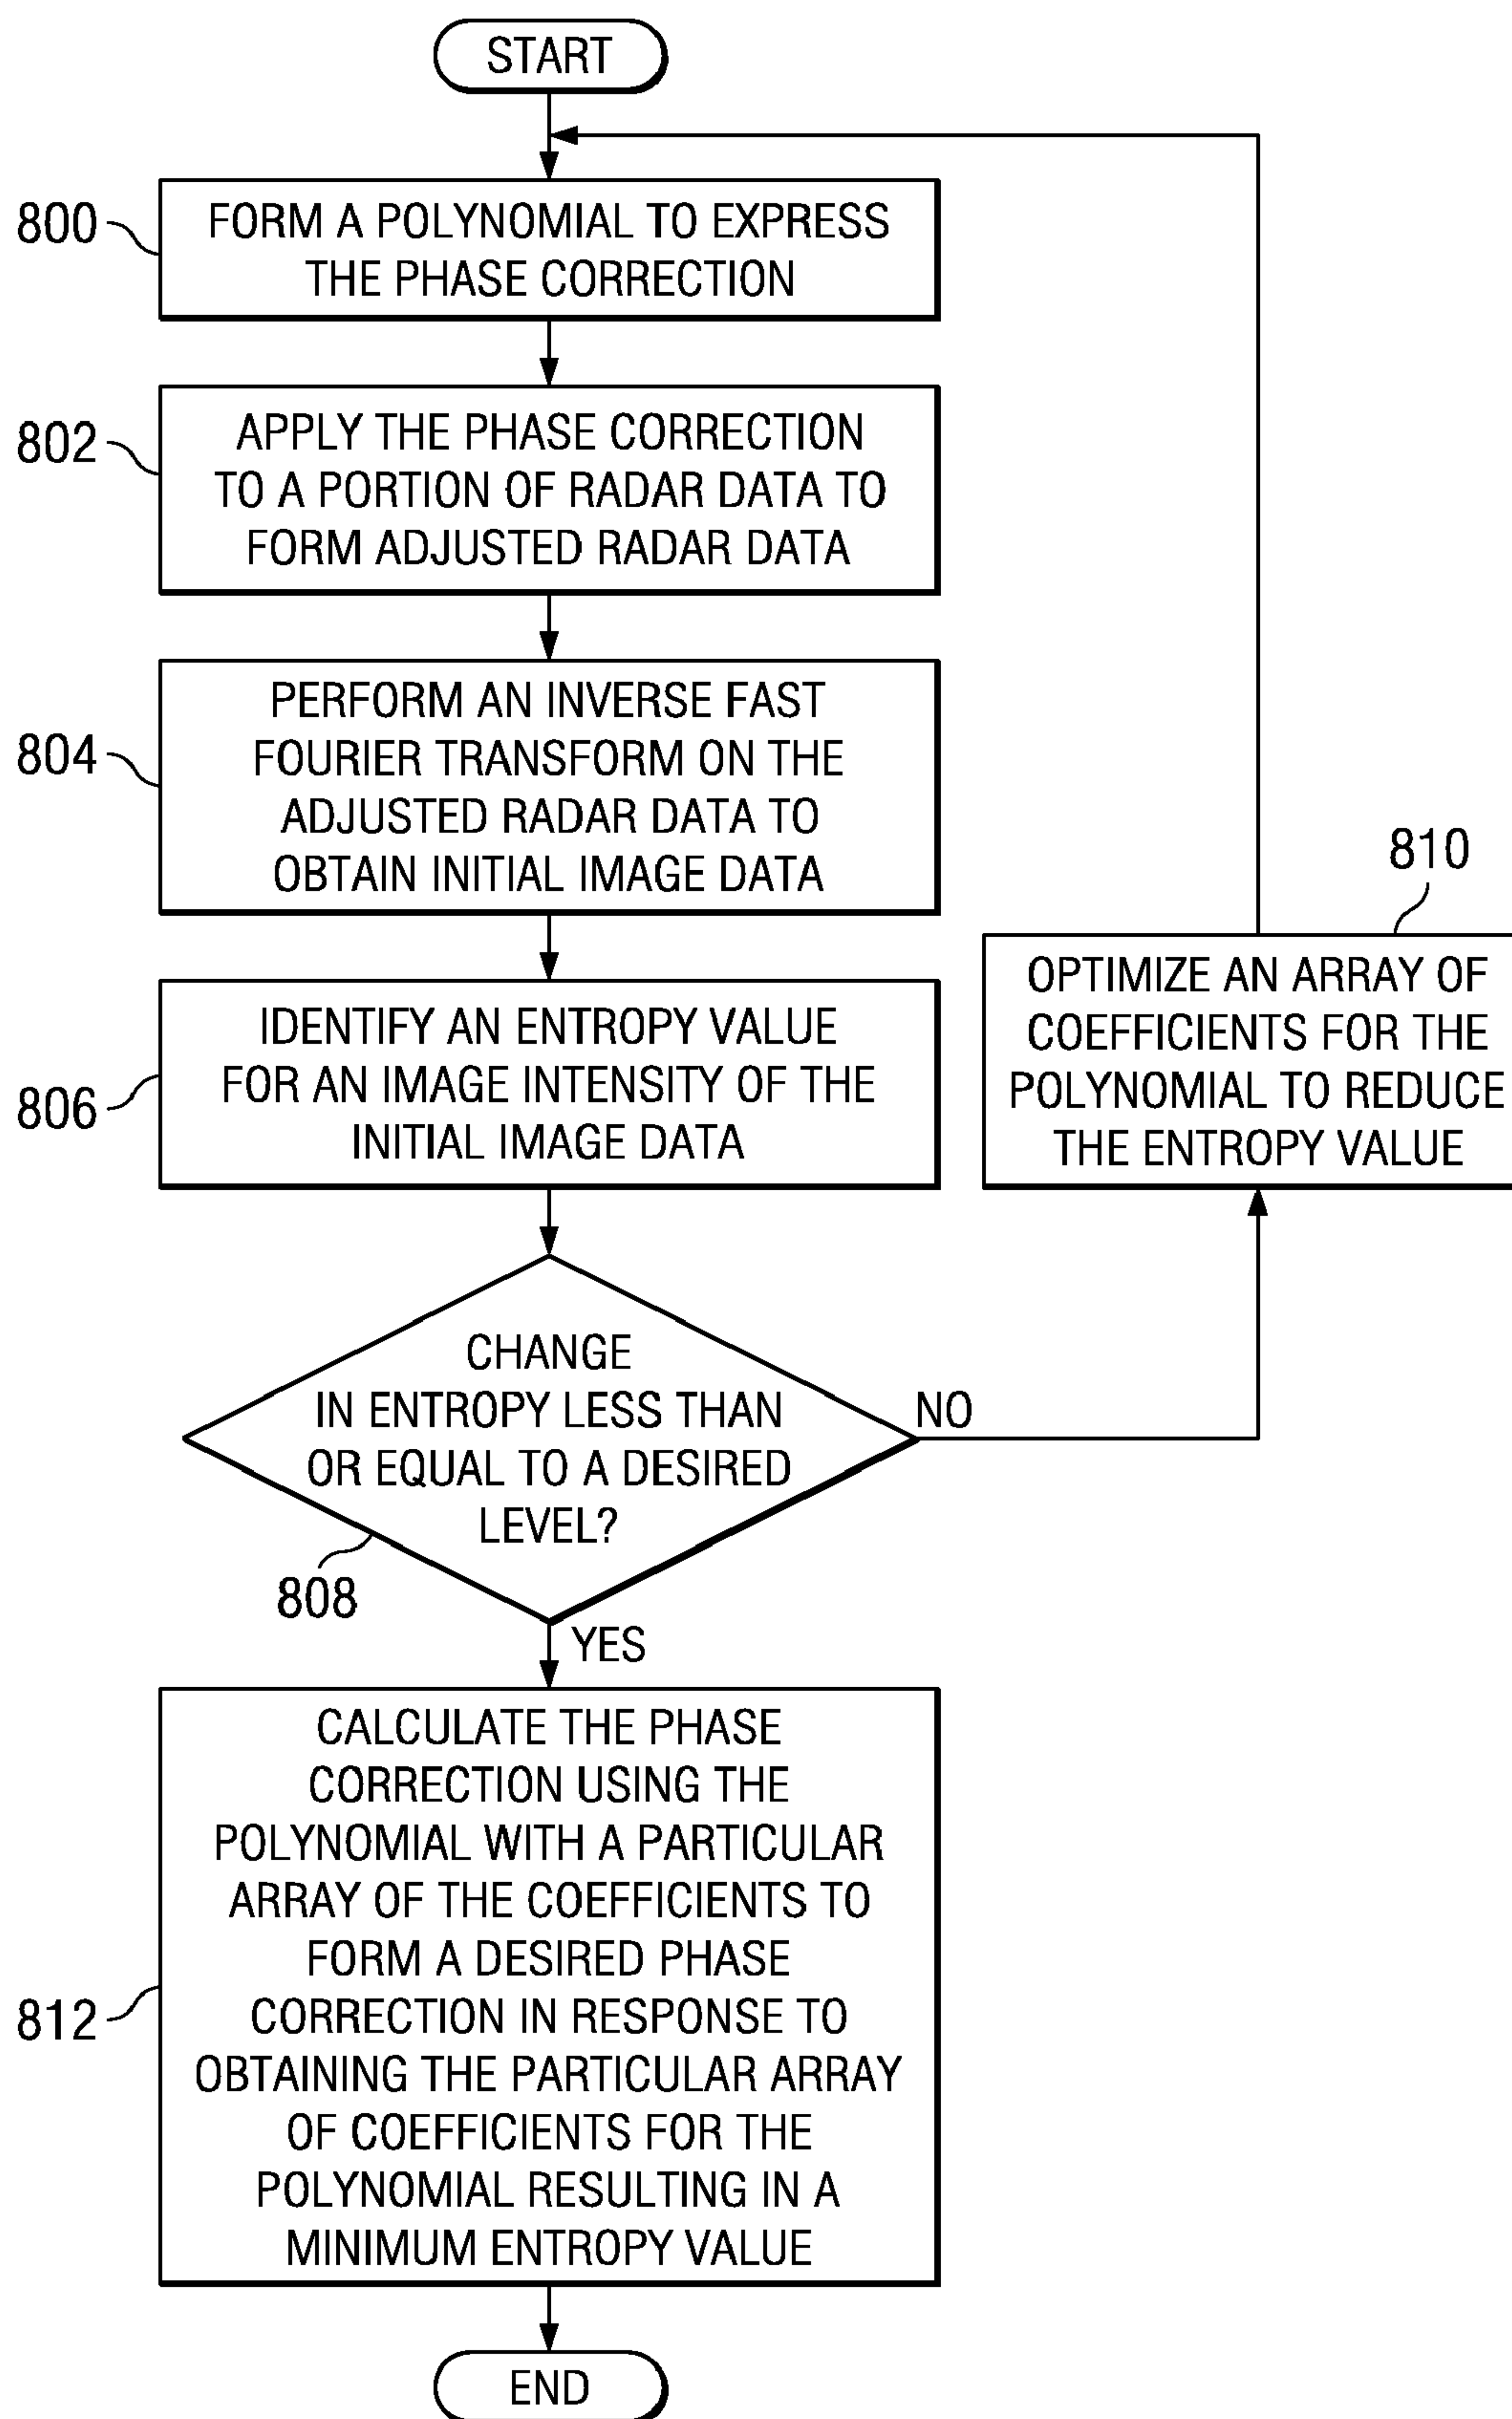 START
800
FORM A POLYNOMIAL TO EXPRESS
THE PHASE CORRECTION
802
APPLY THE PHASE CORRECTION
TO A PORTION OF RADAR DATA TO
FORM ADJUSTED RADAR DATA
804
PERFORM AN INVERSE FAST
FOURIER TRANSFORM ON THE
ADJUSTED RADAR DATA TO
OBTAIN INITIAL IMAGE DATA
806
IDENTIFY AN ENTROPY VALUE
FOR AN IMAGE INTENSITY OF THE
INITIAL IMAGE DATA
810
OPTIMIZE AN ARRAY OF
COEFFICIENTS FOR THE
POLYNOMIAL TO REDUCE
THE ENTROPY VALUE
CHANGE
IN ENTROPY LESS THAN
OR EQUAL TO A DESIRED
LEVEL?
NO
808
YES
812
CALCULATE THE PHASE
CORRECTION USING THE
POLYNOMIAL WITH A PARTICULAR
ARRAY OF THE COEFFICIENTS TO
FORM A DESIRED PHASE
CORRECTION IN RESPONSE TO
OBTAINING THE PARTICULAR ARRAY
OF COEFFICIENTS FOR THE
POLYNOMIAL RESULTING IN A
MINIMUM ENTROPY VALUE
END